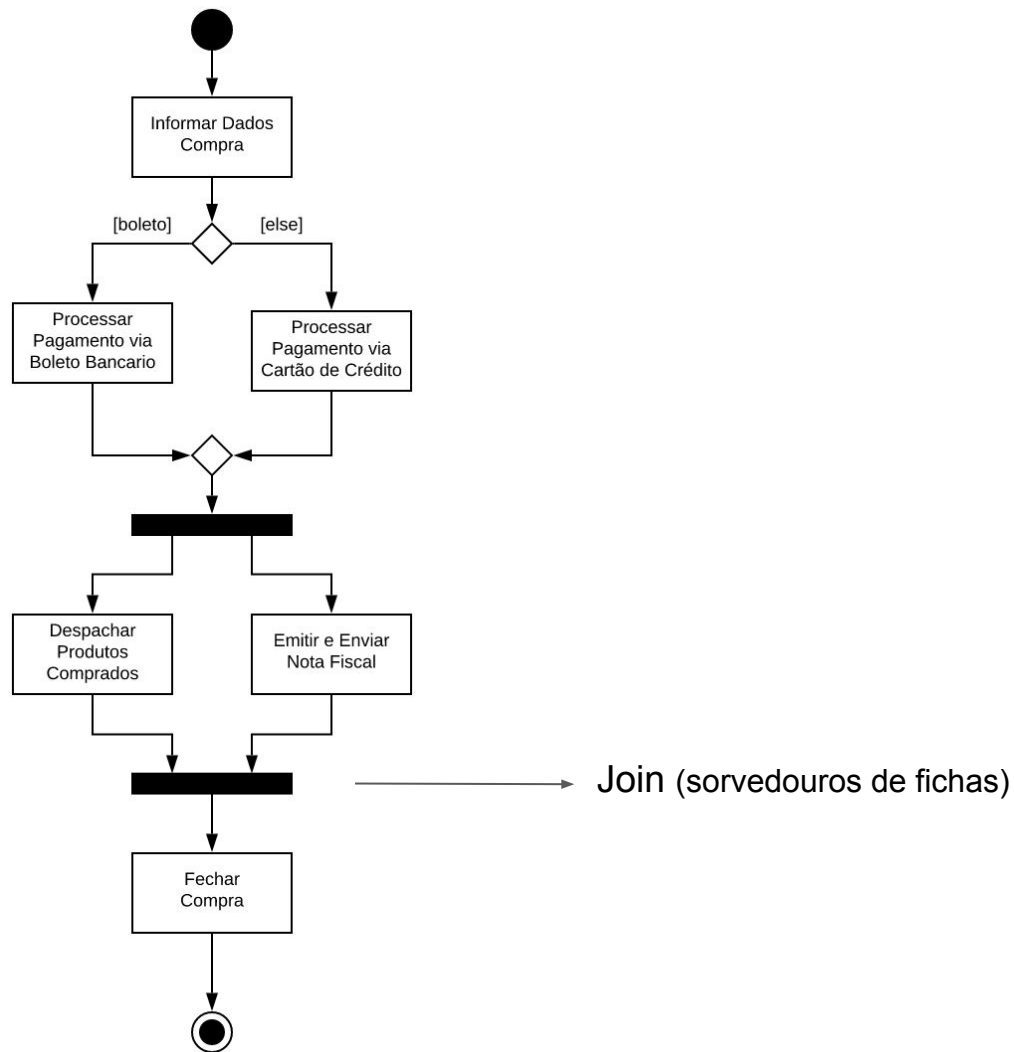 Informar Dados
Compra
[boleto]
[else]
Processar
Pagamento via
Boleto Bancario
Processar
Pagamento via
Cartão de Crédito
Despachar
Produtos
Comprados
Emitir e Enviar
Nota Fiscal
Join (sorvedouros de fichas)
Fechar
Compra